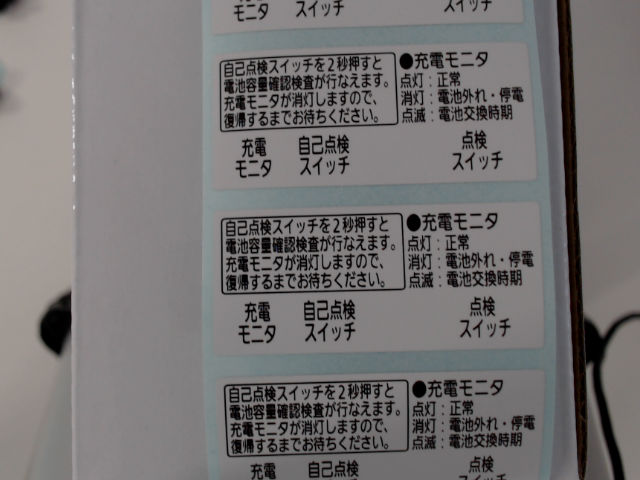 モニタ スイッチ スイッチ
自己点検スイッチを2秒押すと
電池容量確認検査が行なえます。
充電モニタが消灯しますので、
復帰するまでお待ちください。
●充電モニタ
点灯:正常
消灯:電池外れ・停電
点滅:電池交換時期
充電 自己点検 点検
モニタ スイッチ スイッチ
自己点検スイッチを2秒押すと
電池容量確認検査が行なえます。
充電モニタが消灯しますので、
復帰するまでお待ちください。
●充電モニタ
点灯:正常
消灯:電池外れ・停電
点滅:電池交換時期
充電 自己点検 点検
モニタ スイッチ スイッチ
自己点検スイッチを2秒押すと
電池容量確認検査が行なえます。
充電モニタが消灯しますので、
復帰するまでお待ちください。
●充電モニタ
点灯:正常
消灯:電池外れ・停電
点滅:電池交換時期
充電 自己点検 点検